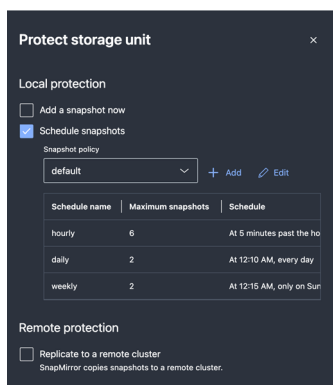 Protect storage unit
Local protection
Add a snapshot now
Schedule snapshots
Snapshot policy
default
Add
Edit
Schedule name Maximum snapshots Schedule
hourly 6 At 5 minutes past the ho
daily 2 At 12:10 AM, every day
weekly 2 At 12:15 AM, only on Sun
Remote protection
Replicate to a remote cluster
SnapMirror copies snapshots to a remote cluster.